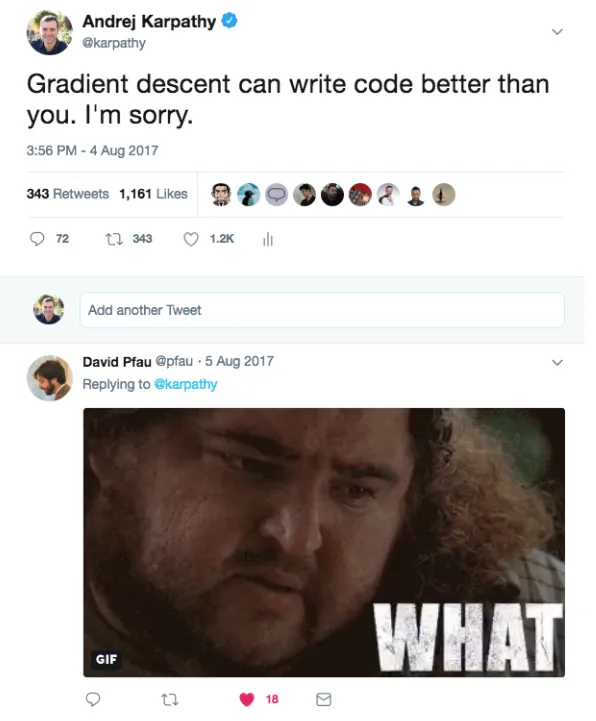 Andrej Karpathy
@karpathy
Gradient descent can write code better than
you. I'm sorry.
3:56 PM - 4 Aug 2017
343 Retweets 1,161 Likes
72 343 1.2K
Add another Tweet
David Pfau @pfau · 5 Aug 2017
Replying to @karpathy
WHAT
GIF
18